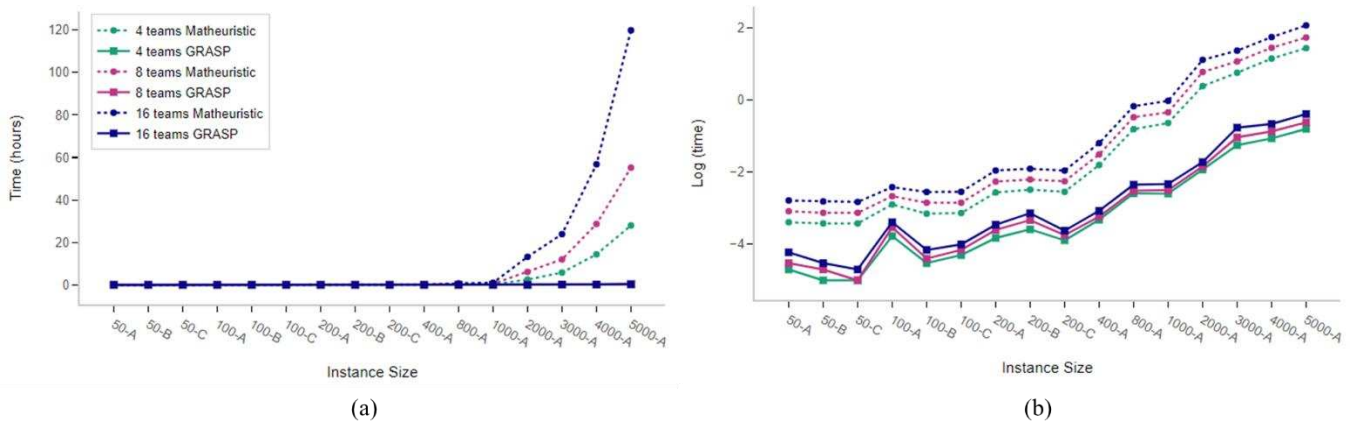 120
100
80
60
40
20
0
Time (hours)
4 teams Matheuristic
4 teams GRASP
8 teams Matheuristic
8 teams GRASP
16 teams Matheuristic
16 teams GRASP
50-A
50-B
50-C
100-A
100-B
100-C
200-A
200-B
200-C
400-A
800-A
1000-A
2000-A
3000-A
4000-A
5000-A
Instance Size
(a)
2
0
−2
−4
Log (time)
50-A
50-B
50-C
100-A
100-B
100-C
200-A
200-B
200-C
400-A
800-A
1000-A
2000-A
3000-A
4000-A
5000-A
Instance Size
(b)